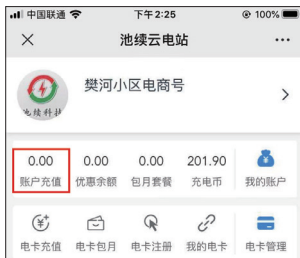 中国联通 下午2:25 100%
池续云电站
池续科技
樊河小区电商号
0.00 0.00 0.00 201.90
账户充值 优惠余额 包月套餐 充电币 我的账户
电卡充值 电卡包月 电卡注册 我的电卡 电卡管理